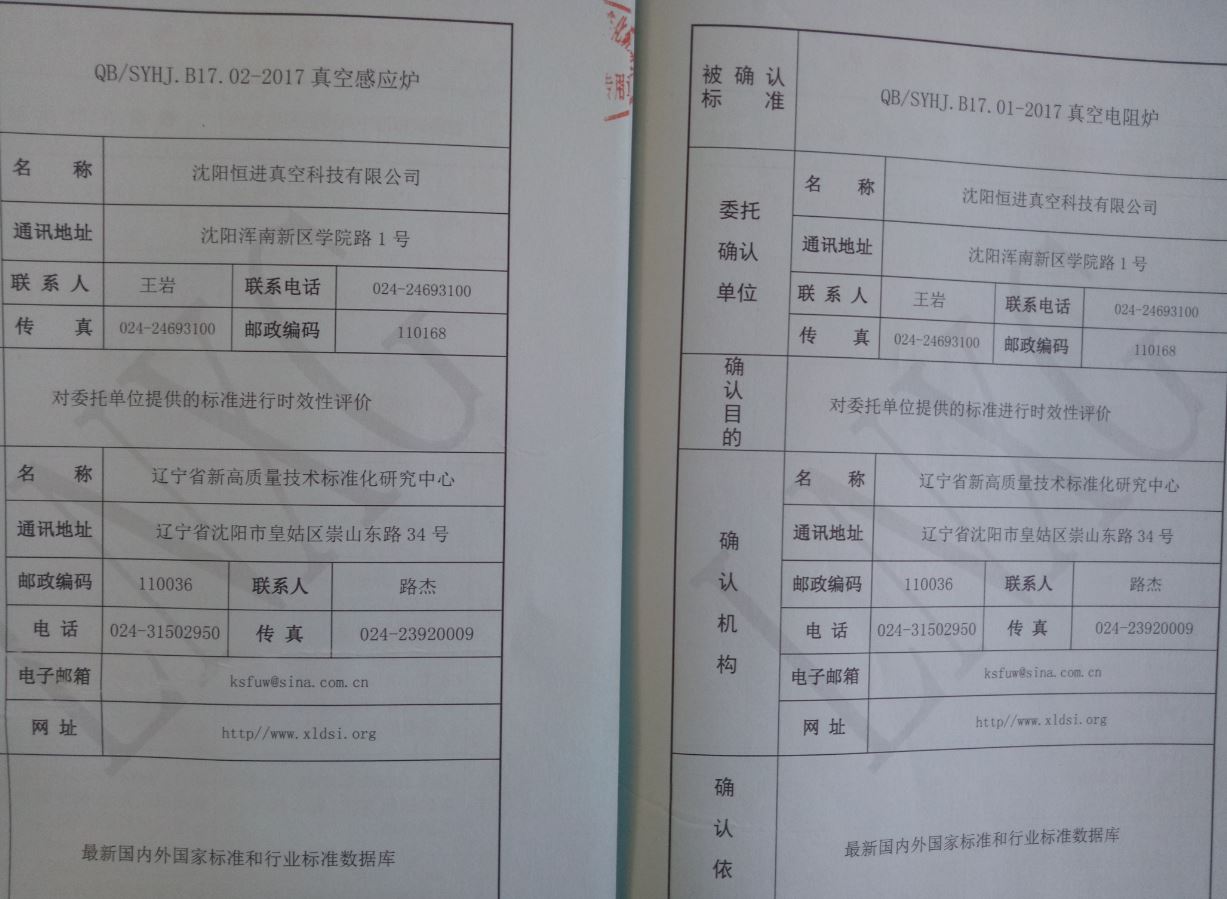 QB/SYHJ.B17.02-2017 真空感应炉
名 称 沈阳恒进真空科技有限公司
通讯地址 沈阳浑南新区学院路 1 号
联 系 人 王岩 联系电话 024-24693100
传 真 024-24693100 邮政编码 110168
对委托单位提供的标准进行时效性评价
名 称 辽宁省新高质量技术标准化研究中心
通讯地址 辽宁省沈阳市皇姑区崇山东路 34 号
邮政编码 110036 联系人 路杰
电 话 024-31502950 传 真 024-23920009
电子邮箱 ksfuw@sina.com.cn
网 址 http//www.xldsi.org
最新国内外国家标准和行业标准数据库
专用
被 确 认
标 准
QB/SYHJ.B17.01-2017 真空电阻炉
委托
确认
单位
名 称 沈阳恒进真空科技有限公司
通讯地址 沈阳浑南新区学院路 1 号
联 系 人 王岩 联系电话 024-24693100
传 真 024-24693100 邮政编码 110168
确
认
目
的
对委托单位提供的标准进行时效性评价
确
认
机
构
名 称 辽宁省新高质量技术标准化研究中心
通讯地址 辽宁省沈阳市皇姑区崇山东路 34 号
邮政编码 110036 联系人 路杰
电 话 024-31502950 传 真 024-23920009
电子邮箱 ksfuw@sina.com.cn
网 址 http//www.xldsi.org
确
认
依
最新国内外国家标准和行业标准数据库